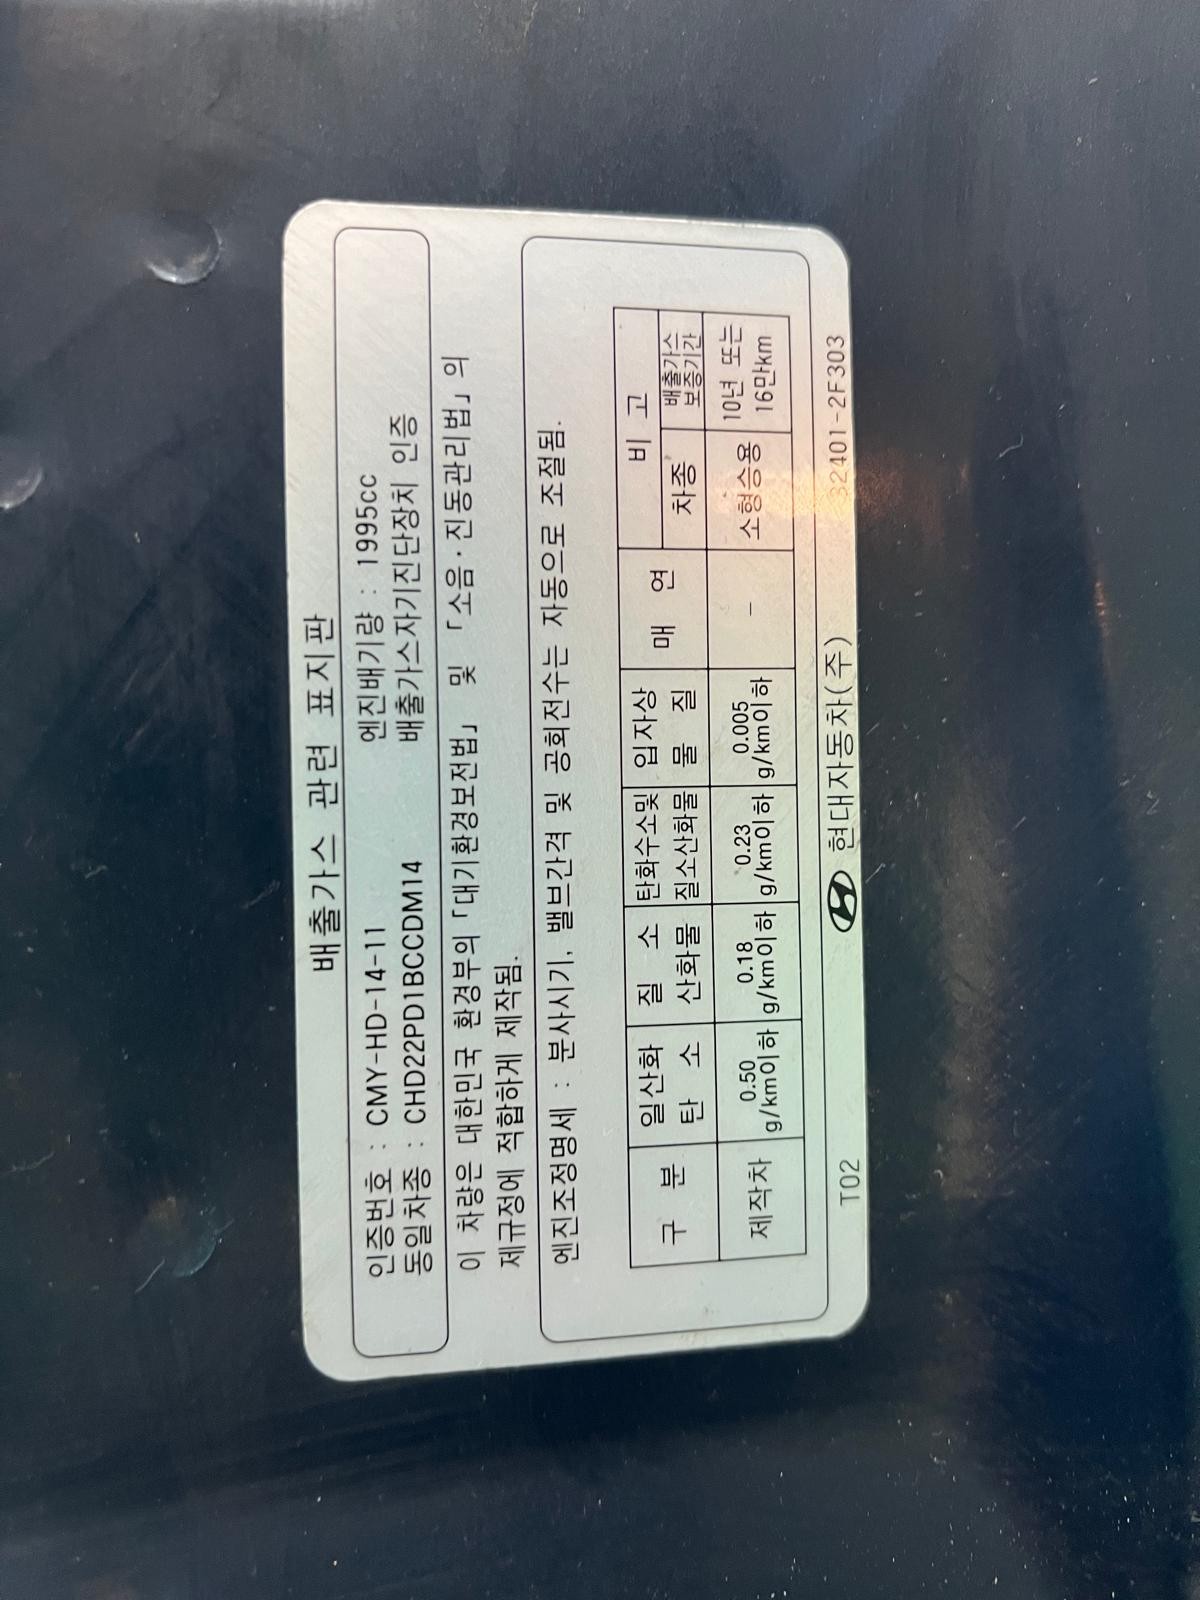 배출가스 관련 표지판
인증번호 : CMY-HD-14-11 엔진배기량 : 1995cc
동일차종 : CHD22PD1BCCDM14 배출가스자기진단장치 인증
이 차량은 대한민국 환경부의 「대기환경보전법」 및 「소음·진동관리법」의
제규정에 적합하게 제작됨.
엔진조정명세 : 분사시기, 밸브간격 및 공회전수는 자동으로 조절됨.
구 분 일산화 탄 소 질 소 산화물 탄화수소및 질소산화물 입자상 물 질 매 연 비 고
차종 배출가스 보증기간
제작차 0.50 g/km이하 0.18 g/km이하 0.23 g/km이하 0.005 g/km이하 - 소형승용 10년 또는 16만km
T02 현대자동차(주) 32401-2F303